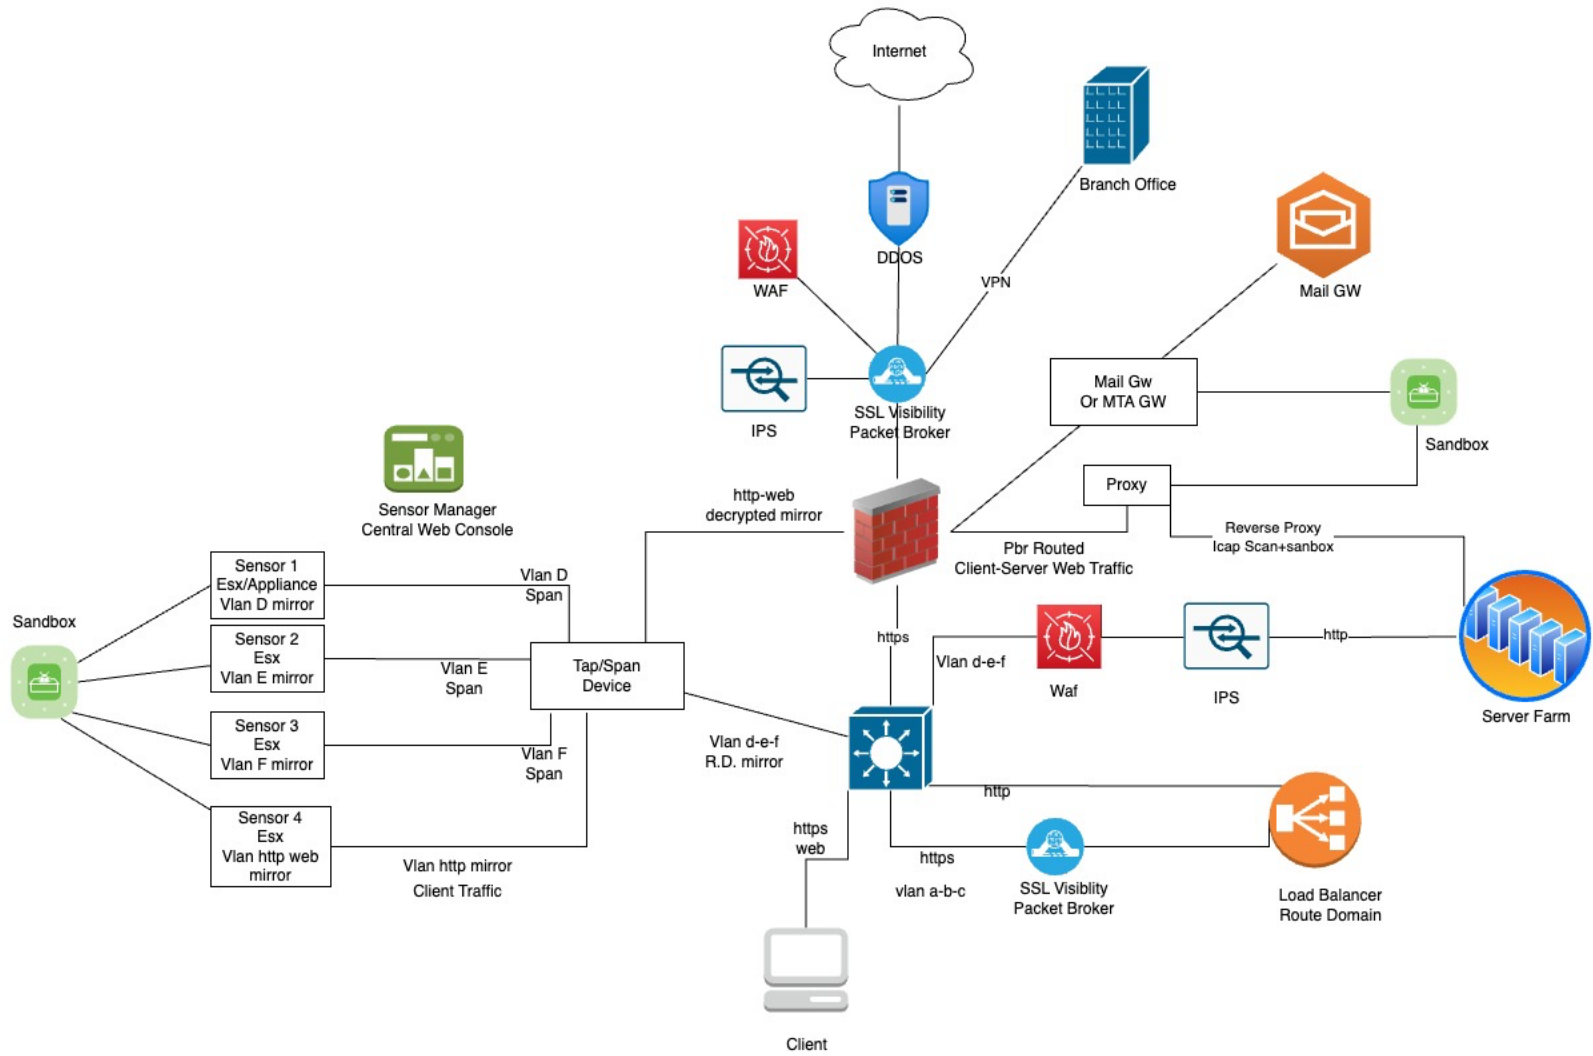 Internet
Branch Office
DDOS
WAF
VPN
Mail GW
IPS
SSL Visibility
Packet Broker
Mail Gw
Or MTA GW
Sandbox
Sensor Manager
Central Web Console
http-web
decrypted mirror
Proxy
Reverse Proxy
Icap Scan+sanbox
Pbr Routed
Client-Server Web Traffic
Sensor 1
Esx/Appliance
Vlan D mirror
Vlan D
Span
Sandbox
Sensor 2
Esx
Vlan E mirror
Vlan E
Span
Tap/Span
Device
https
Vlan d-e-f
Waf
IPS
http
Server Farm
Sensor 3
Esx
Vlan F mirror
Vlan F
Span
Vlan d-e-f
R.D. mirror
http
Sensor 4
Esx
Vlan http web
mirror
Vlan http mirror
Client Traffic
https
web
https
vlan a-b-c
SSL Visiblity
Packet Broker
Load Balancer
Route Domain
Client